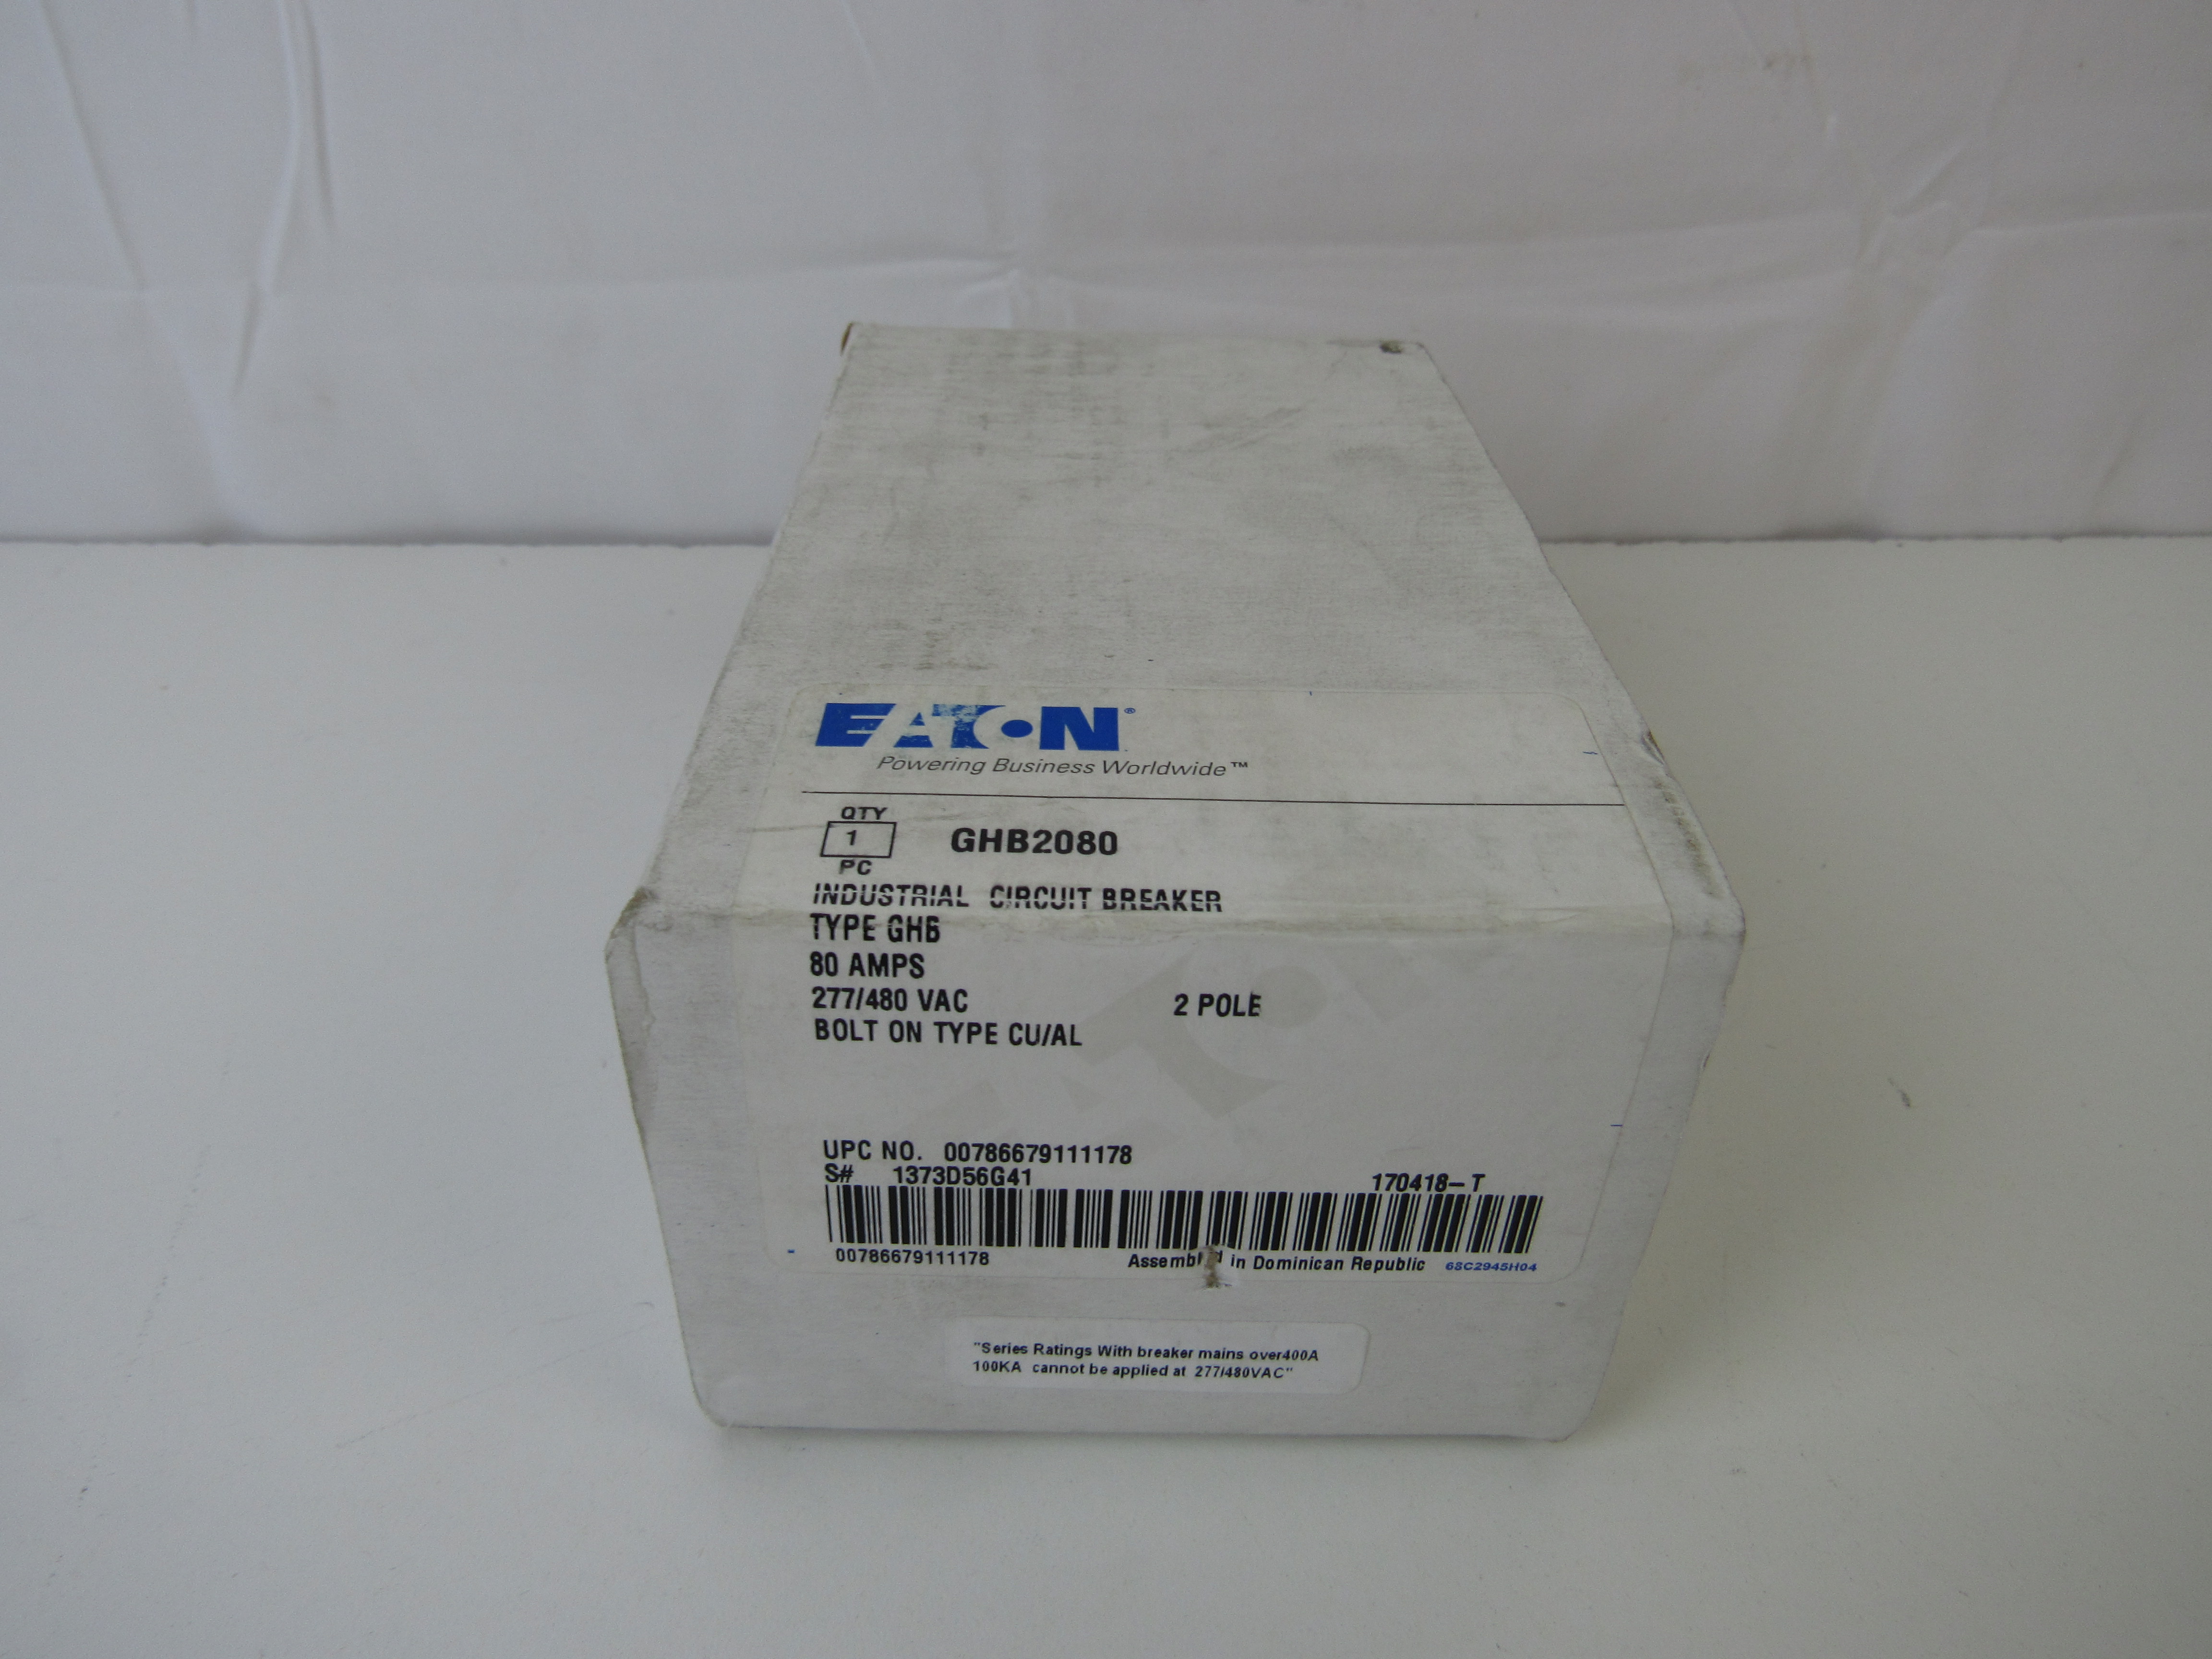 EATON®
Powering Business Worldwide™
QTY
1
PC
GHB2080
INDUSTRIAL CIRCUIT BREAKER
TYPE GHB
80 AMPS
277/480 VAC 2 POLE
BOLT ON TYPE CU/AL
UPC NO. 00786679111178
S# 1373D56G41 170418-T
00786679111178 in Dominican Republic 68C2945H04
"Series Ratings With breaker mains over400A
100KA cannot be applied at 277/480VAC"